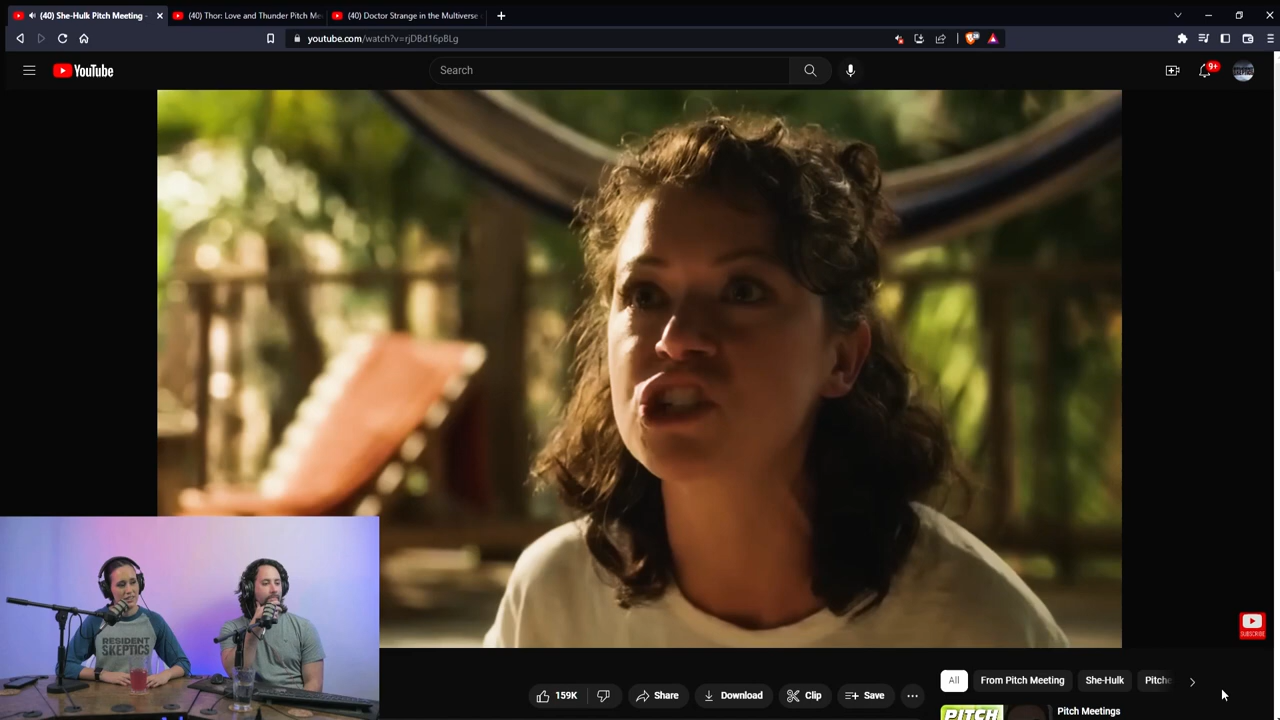 (40) She-Hulk Pitch Meeting -
(40) Thor: Love and Thunder Pitch Me
(40) Doctor Strange in the Multiverse
youtube.com/watch?v=rjDBd16pBLg
YouTube
Search
9+
SUBSCRIBE
RESIDENT
SKEPTICS
159K
Share
Download
Clip
Save
All
From Pitch Meeting
She-Hulk
Pitche
PITCH
Pitch Meetings